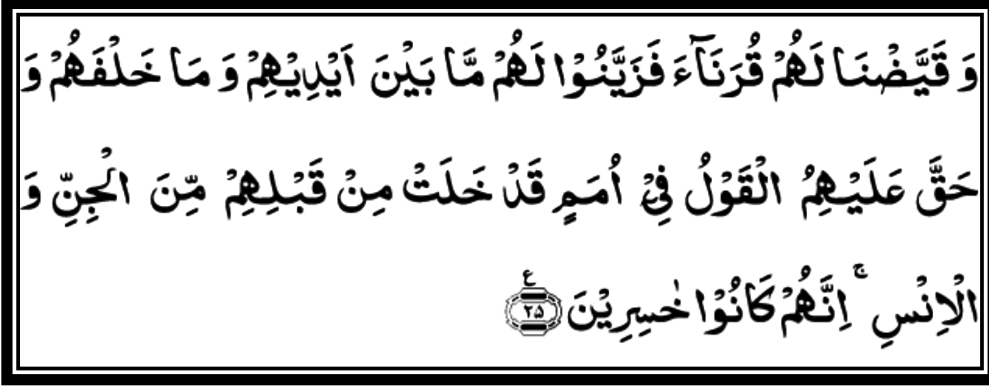 وَ قَيَّضْنَا لَهُمْ قُرَنَآءَ فَزَيَّنُوْا لَهُمْ مَّا بَيْنَ اَيْدِيْهِمْ وَ مَا خَلْفَهُمْ وَ
حَقَّ عَلَيْهِمُ الْقَوْلُ فِيْۤ اُمَمٍ قَدْ خَلَتْ مِنْ قَبْلِهِمْ مِّنَ الْجِنِّ وَ
الْاِنْسِ ۚ اِنَّهُمْ كَانُوْا خٰسِرِيْنَ ع ۲۵